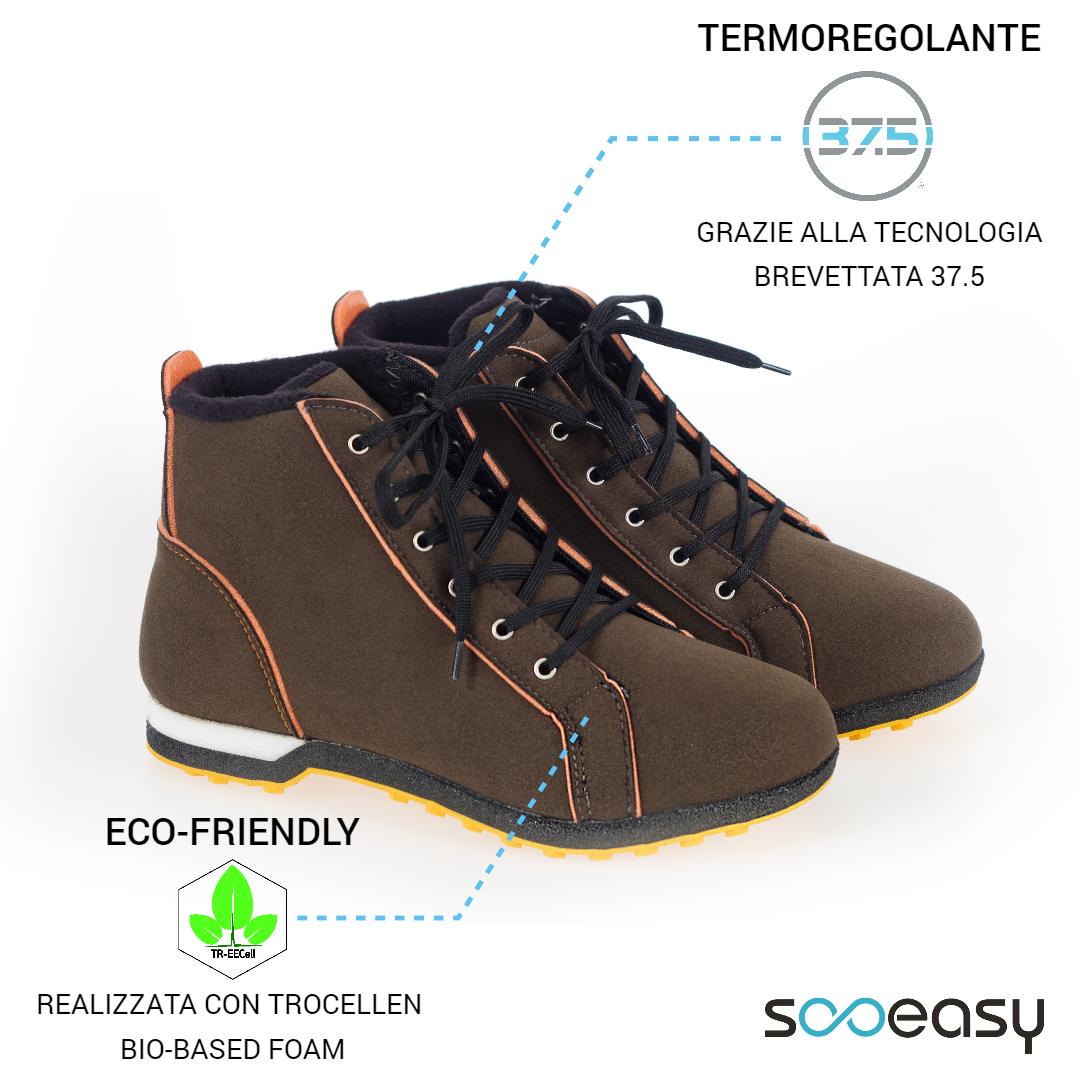 TERMOREGOLANTE
37.5
GRAZIE ALLA TECNOLOGIA
BREVETTATA 37.5
ECO-FRIENDLY
TR-EECell
REALIZZATA CON TROCELLEN
BIO-BASED FOAM
sooeasy